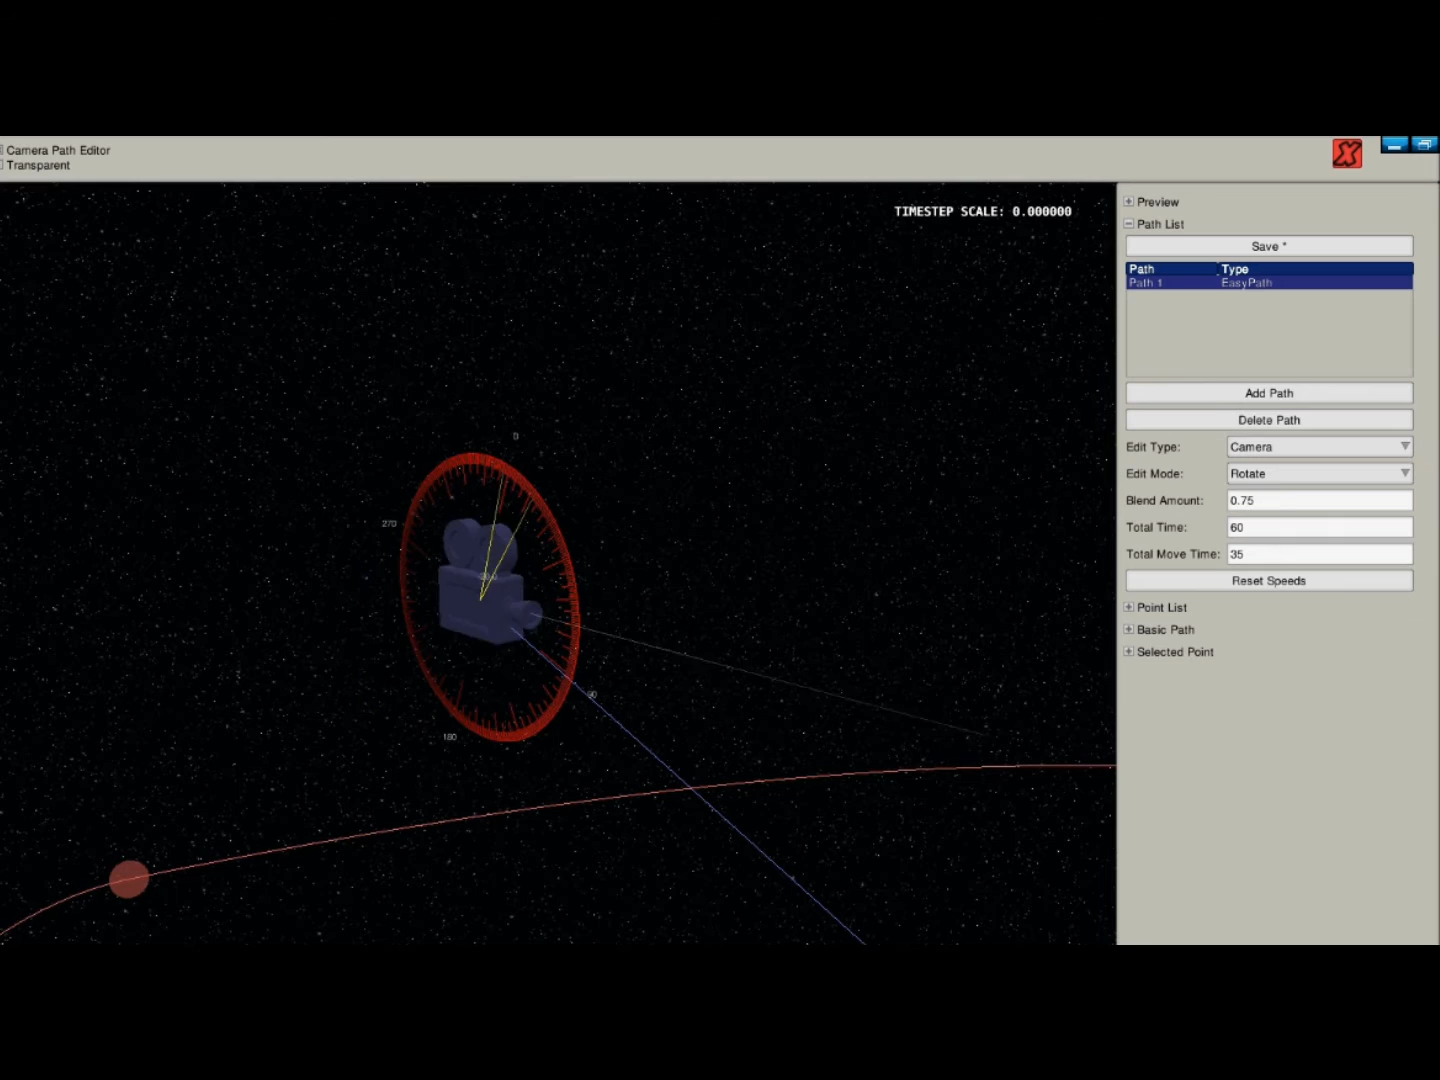 Camera Path Editor
Transparent
TIMESTEP SCALE: 0.000000
Preview
Path List
Save *
Path Type
Path 1 EasyPath
Add Path
Delete Path
Edit Type: Camera
Edit Mode: Rotate
Blend Amount: 0.75
Total Time: 60
Total Move Time: 35
Reset Speeds
Point List
Basic Path
Selected Point
0
270
90
180